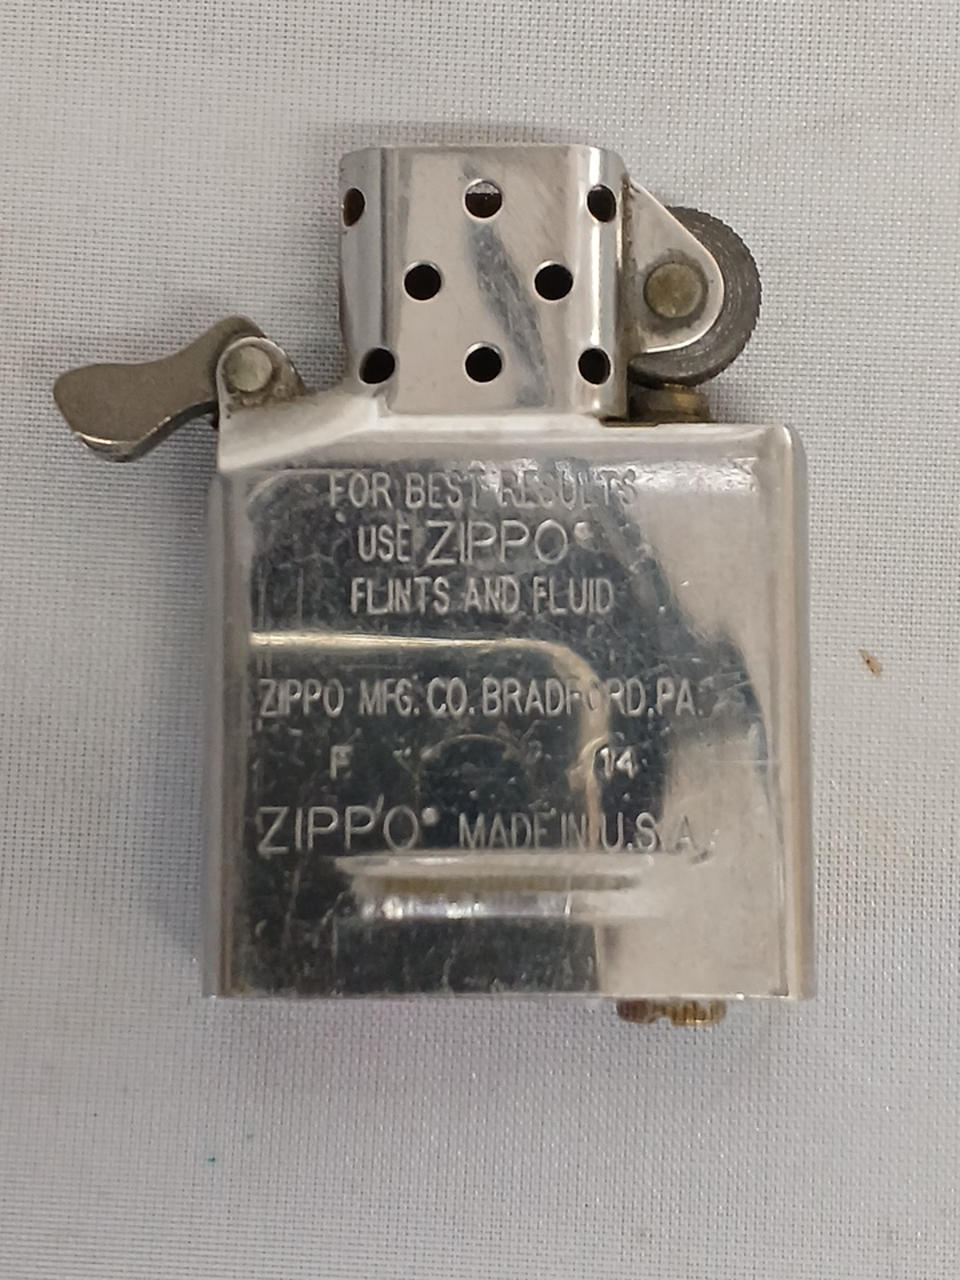 FOR BEST RESULTS
USE ZIPPO®
FLINTS AND FLUID
ZIPPO MFG. CO. BRADFORD. PA.
F 14
ZIPPO® MADE IN U.S.A.